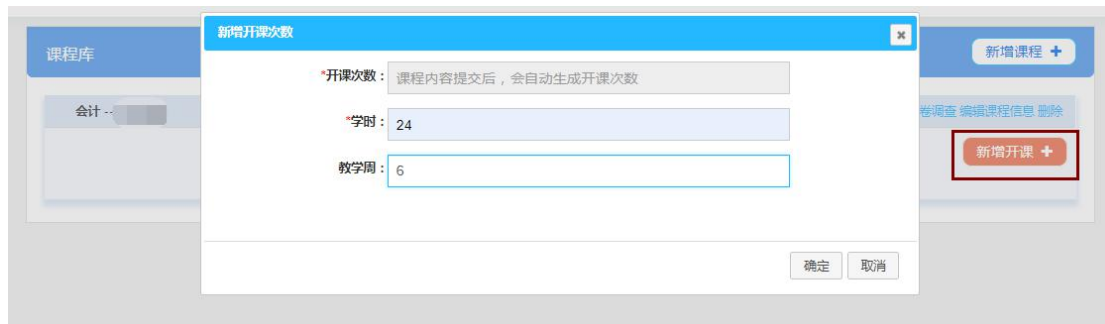 新增开课次数
课程库
新增课程 +
*开课次数： 课程内容提交后，会自动生成开课次数
会计 --
卷调查 编辑课程信息 删除
*学时： 24
新增开课 +
教学周： 6
确定 取消